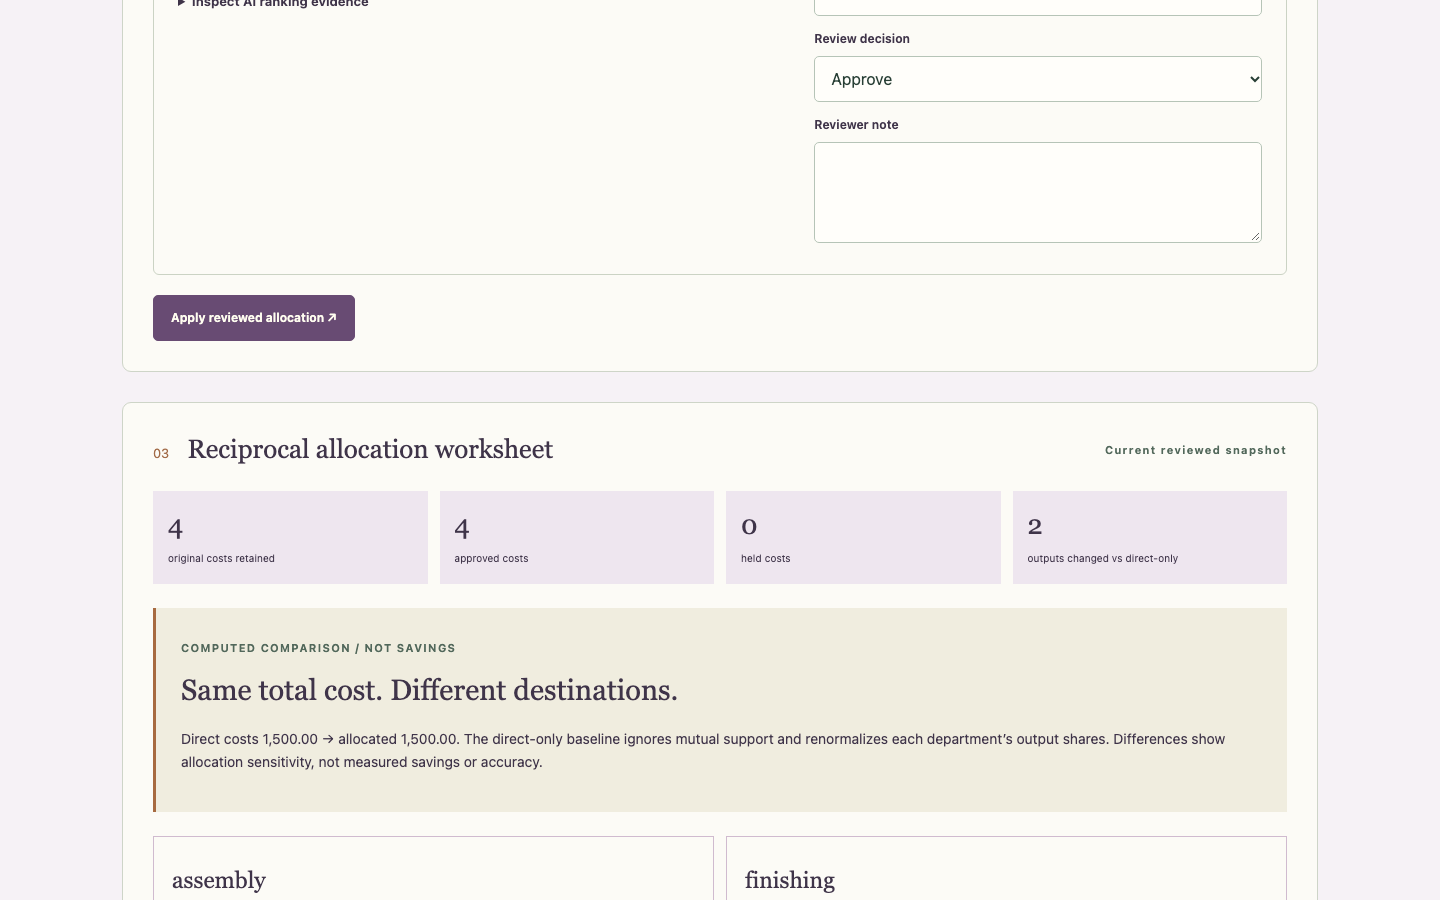 ▶ Inspect AI ranking evidence
Review decision
Approve
Reviewer note
Apply reviewed allocation ↗
03 Reciprocal allocation worksheet
Current reviewed snapshot
4
original costs retained
4
approved costs
0
held costs
2
outputs changed vs direct-only
COMPUTED COMPARISON / NOT SAVINGS
Same total cost. Different destinations.
Direct costs 1,500.00 → allocated 1,500.00. The direct-only baseline ignores mutual support and renormalizes each department’s output shares. Differences show
allocation sensitivity, not measured savings or accuracy.
assembly
finishing